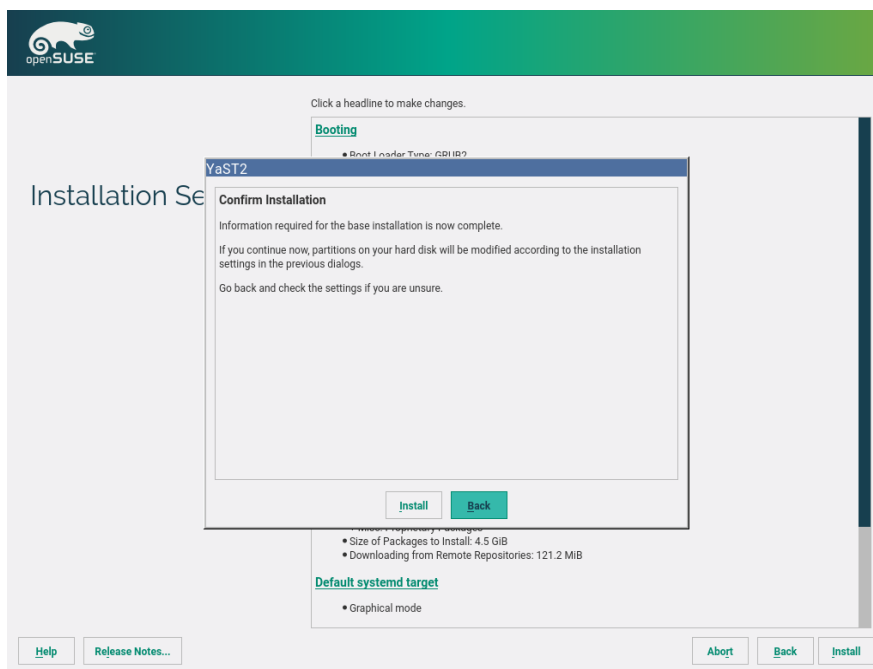 openSUSE
Click a headline to make changes.
Booting
Boot Loader Type: GRUB2
YaST2
Installation Se
Confirm Installation
Information required for the base installation is now complete.
If you continue now, partitions on your hard disk will be modified according to the installation
settings in the previous dialogs.
Go back and check the settings if you are unsure.
Install Back
Misc. Proprietary Packages
Size of Packages to Install: 4.5 GiB
Downloading from Remote Repositories: 121.2 MiB
Default systemd target
Graphical mode
Help Release Notes... Abort Back Install